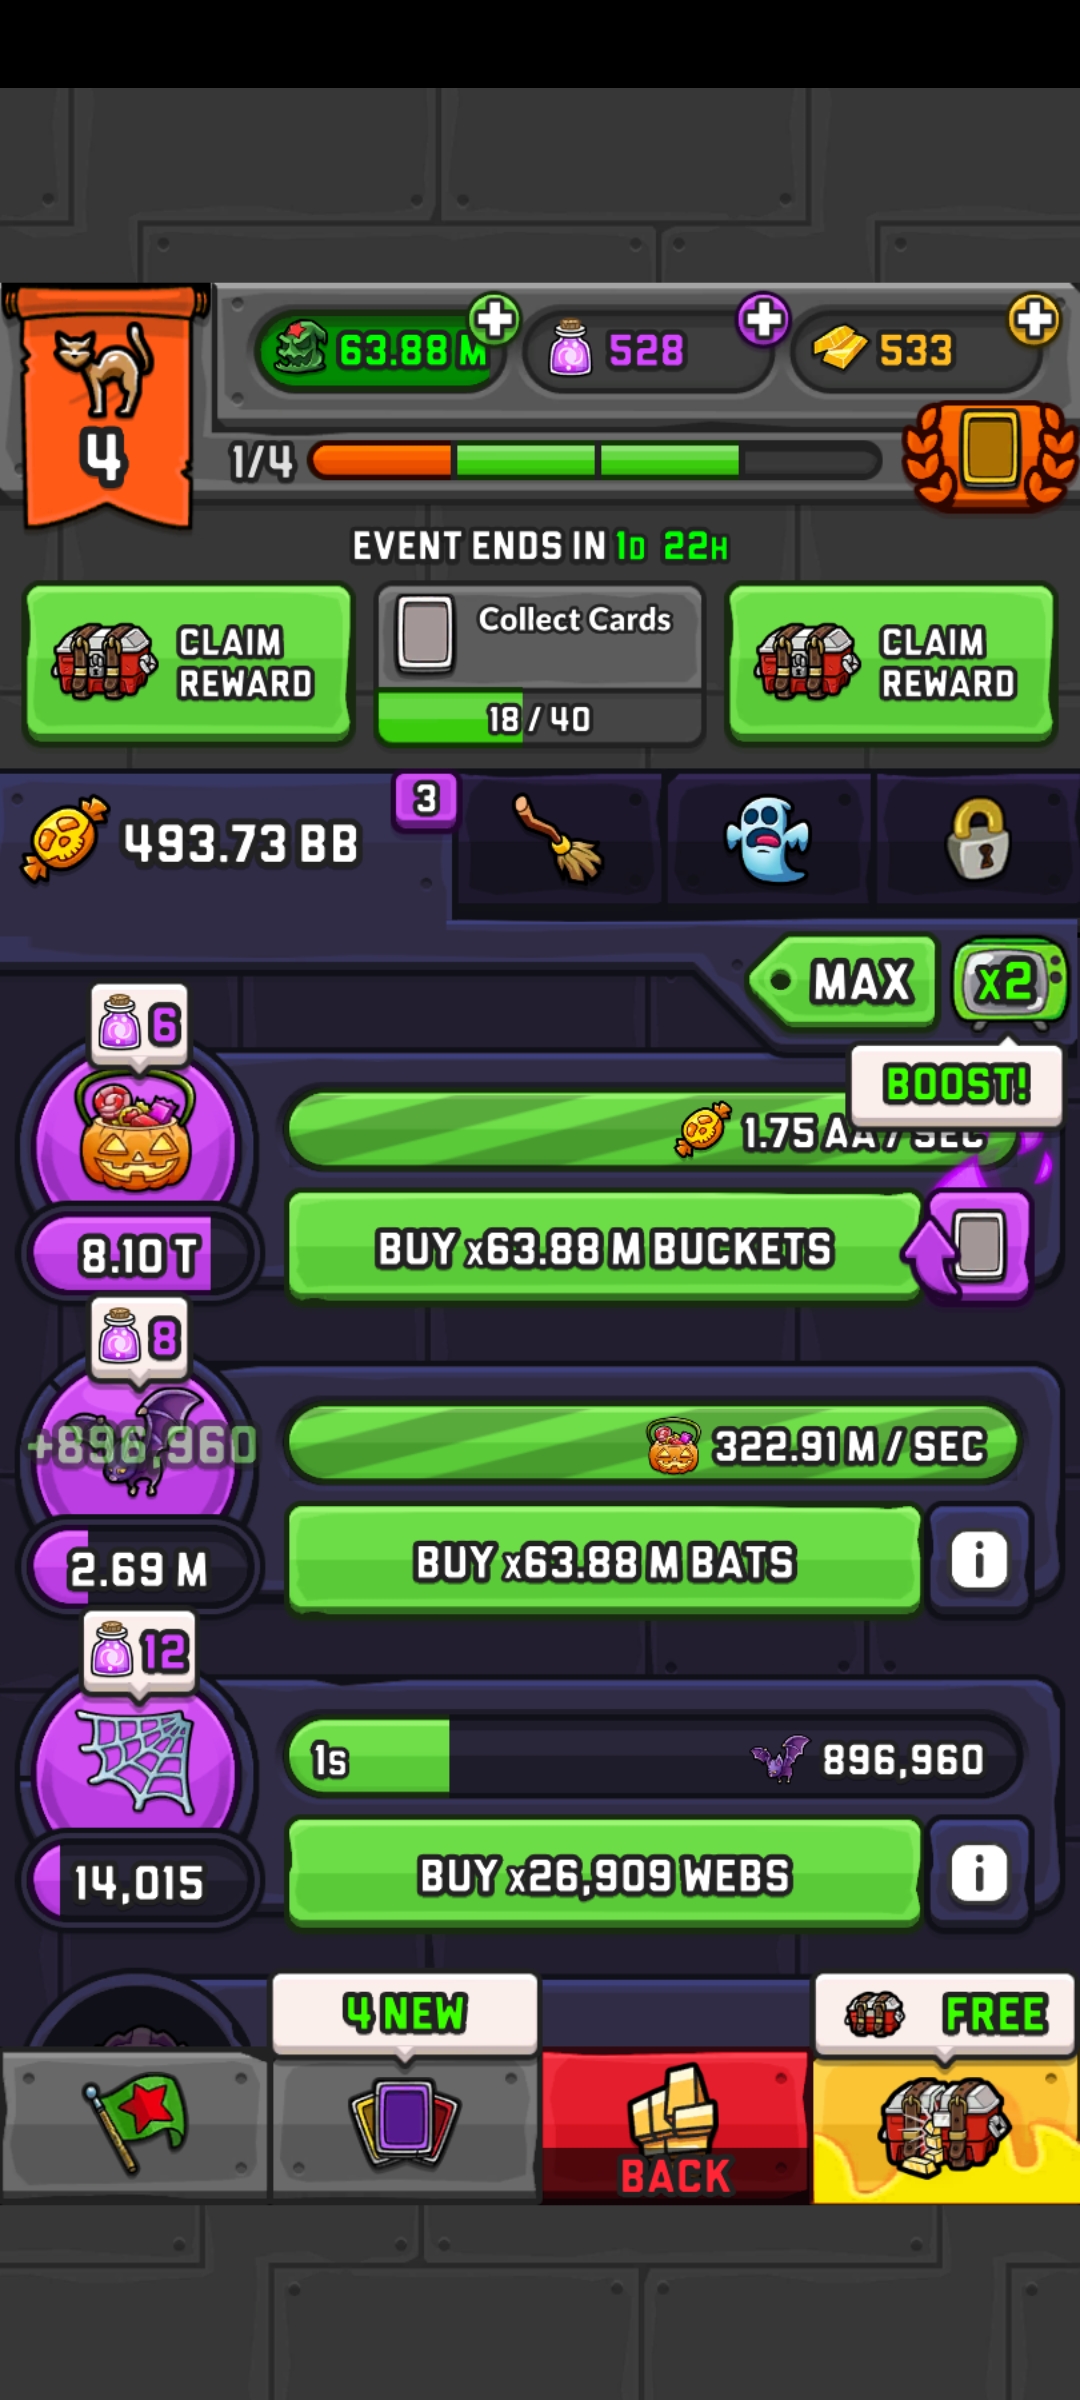 63.88 M
528
533
4
1/4
EVENT ENDS IN 1D 22H
CLAIM
REWARD
Collect Cards
18 / 40
CLAIM
REWARD
493.73 BB
3
MAX
x2
BOOST!
6
1.75 AA / SEC
8.10 T
BUY x63.88 M BUCKETS
8
+896,960
322.91 M / SEC
2.69 M
BUY x63.88 M BATS
i
12
1s
896,960
14,015
BUY x26,909 WEBS
i
4 NEW
FREE
BACK